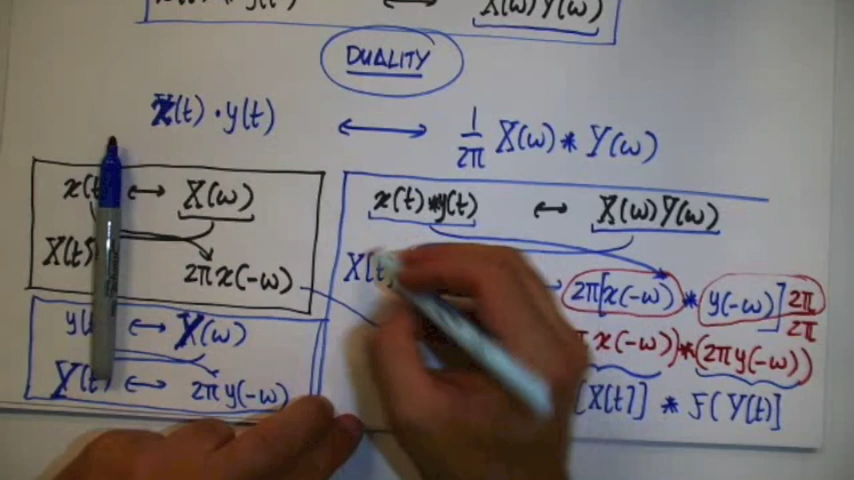 X(ω)Y(ω)
DUALITY
x(t) · y(t) ↔ 1/2π X(ω) * Y(ω)
x(t ↔ X(ω)
X(t)
2πx(-ω)
y( ↔ Y(ω)
Y(t) ↔ 2πy(-ω)
x(t)*y(t) ↔ X(ω)Y(ω)
X(t) 2π[x(-ω) * y(-ω)] 2π/2π
x(-ω))*(2πy(-ω))
[X(t)] * F(Y(t)]